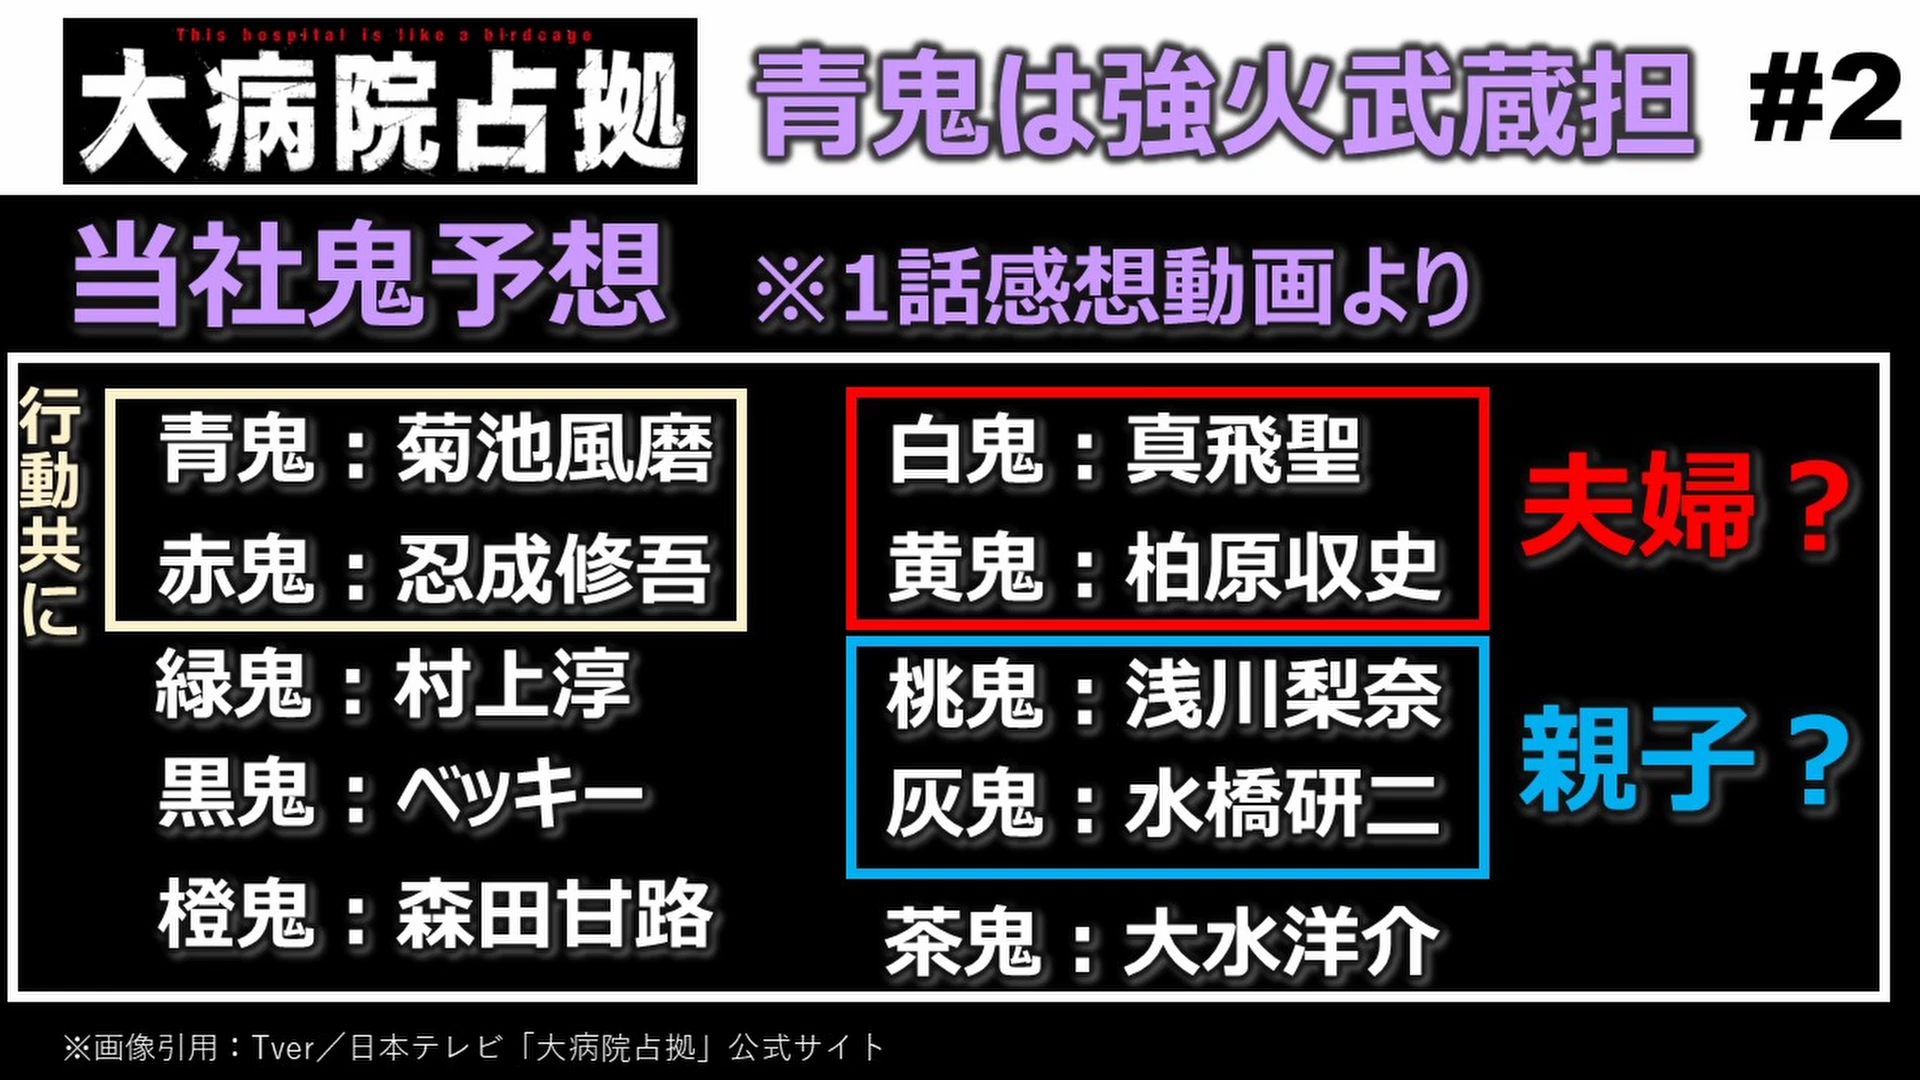 This hospital is like a birdcage
大病院占拠
青鬼は強火武蔵担
#2
当社鬼予想 ※1話感想動画より
行動共に
青鬼：菊池風磨
赤鬼：忍成修吾
緑鬼：村上淳
黒鬼：ベッキー
橙鬼：森田甘路
白鬼：真飛聖
黄鬼：柏原収史
夫婦？
桃鬼：浅川梨奈
灰鬼：水橋研二
親子？
茶鬼：大水洋介
※画像引用：Tver／日本テレビ「大病院占拠」公式サイト